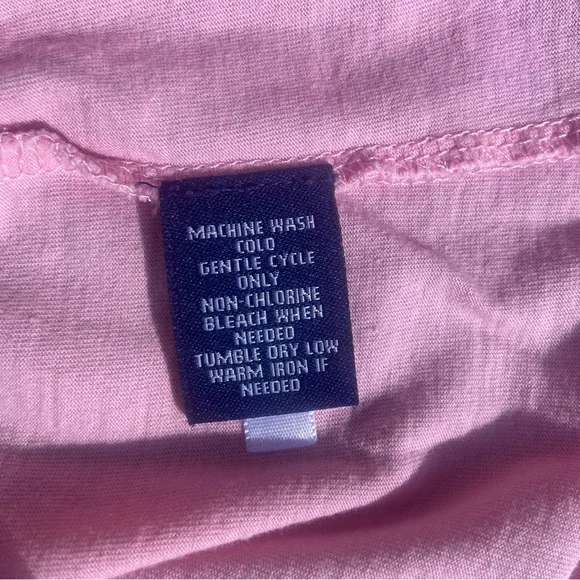 MACHINE WASH
COLD
GENTLE CYCLE
ONLY
NON-CHLORINE
BLEACH WHEN
NEEDED
TUMBLE DRY LOW
WARM IRON IF
NEEDED